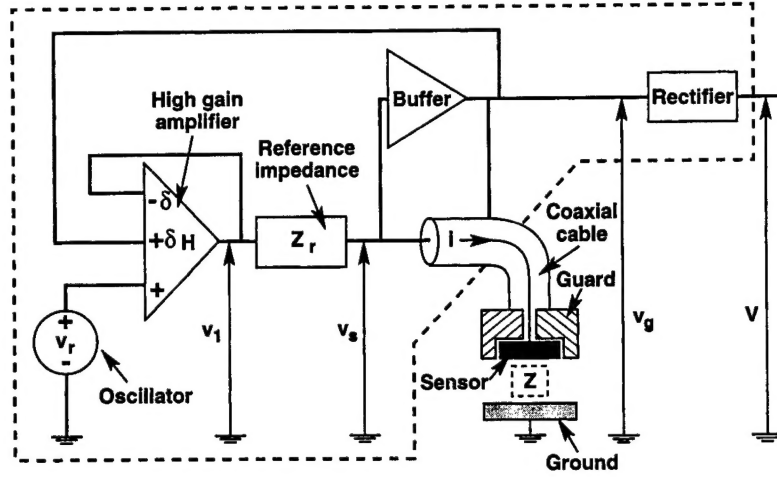 High gain
amplifier
Buffer
Rectifier
Reference
impedance
-δ
+δ H
+
Z r
i
Coaxial
cable
Guard
+
v r
-
Oscillator
v 1
v s
Sensor
Z
v g
V
Ground